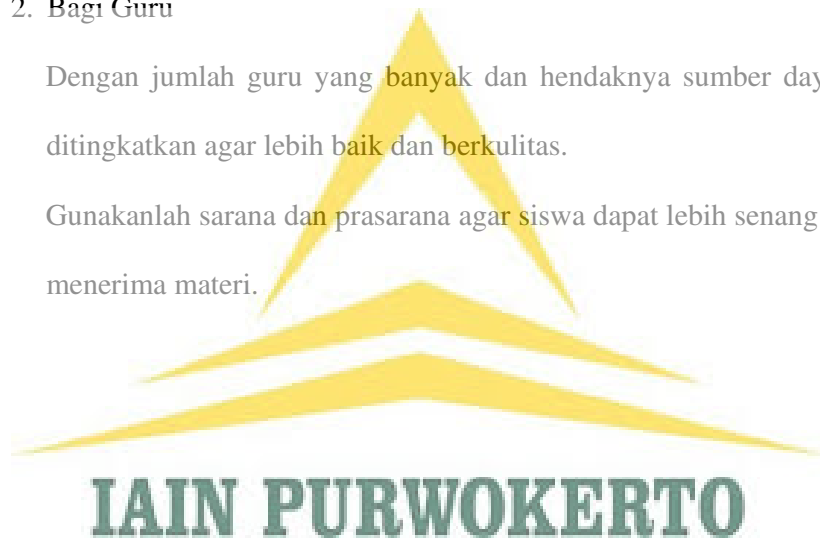 2. Bagi Guru
Dengan jumlah guru yang banyak dan hendaknya sumber day
ditingkatkan agar lebih baik dan berkulitas.
Gunakanlah sarana dan prasarana agar siswa dapat lebih senang
menerima materi.
IAIN PURWOKERTO